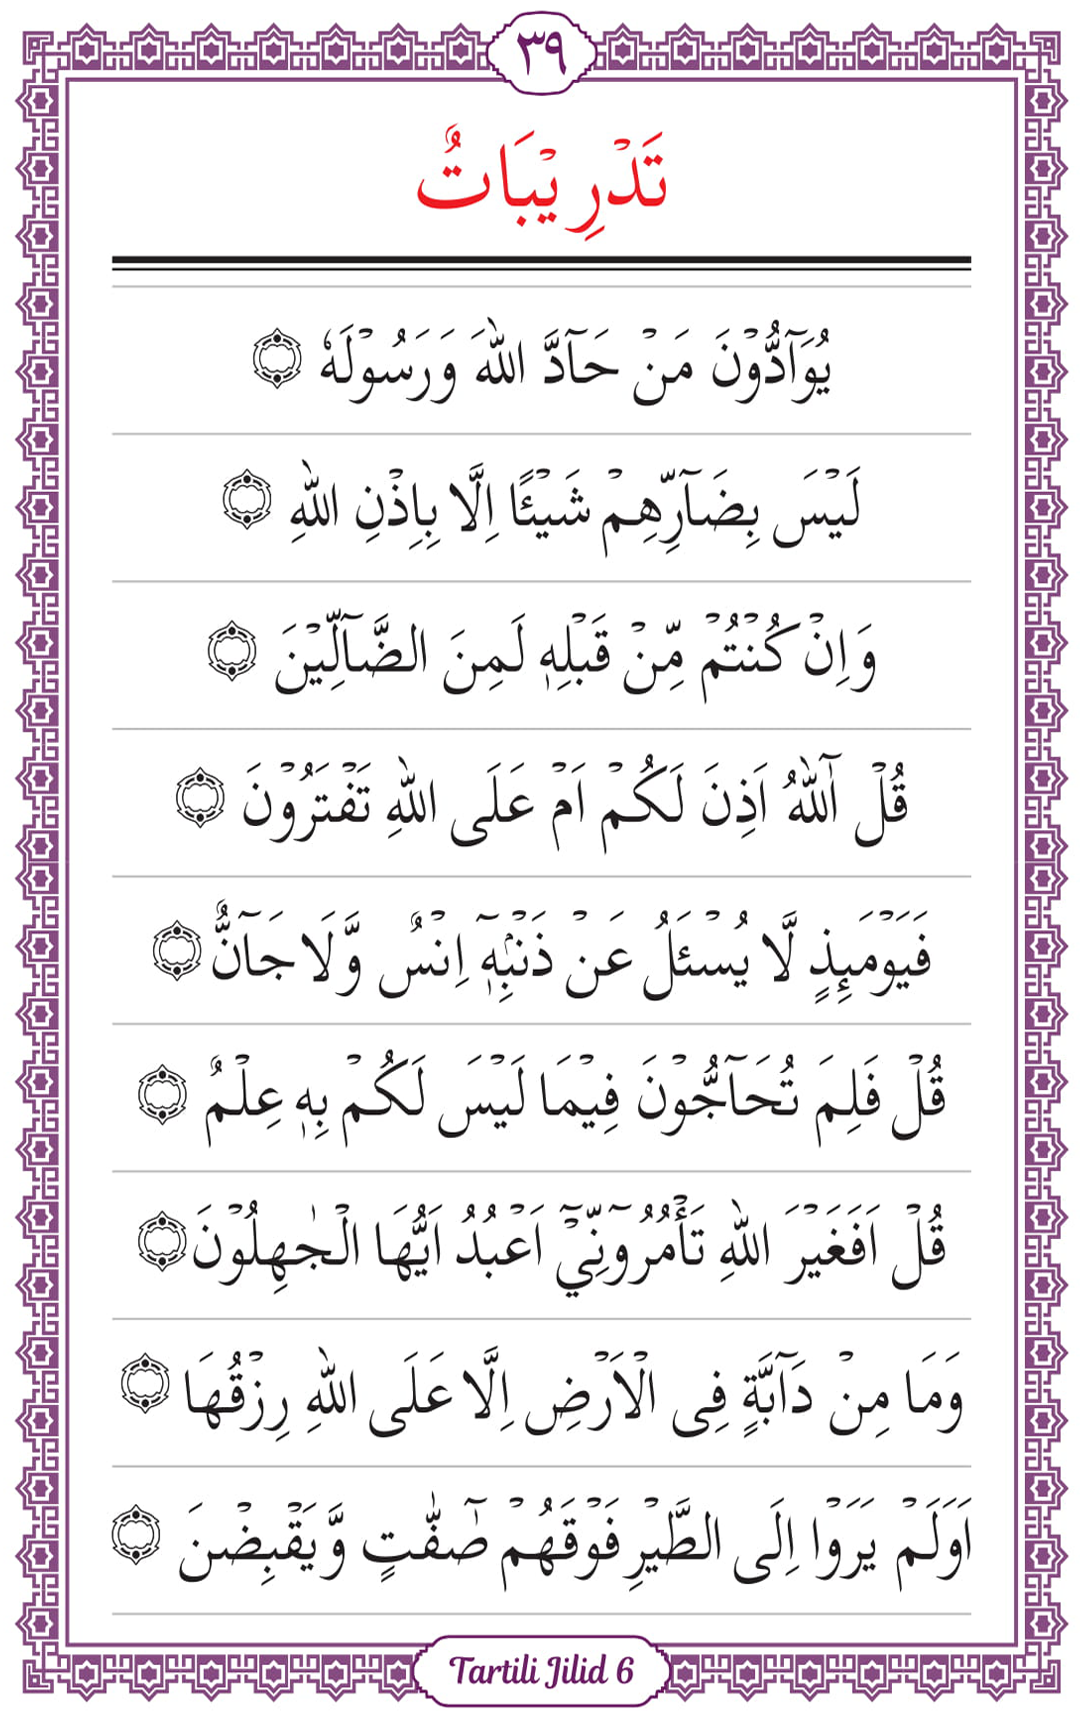 ٣٩
تَدْرِيْبَاتٌ
يُوَآدُّوْنَ مَنْ حَآدَّ اللّٰهَ وَرَسُوْلَهٗ
لَيْسَ بِضَآرِّهِمْ شَيْئًا اِلَّا بِاِذْنِ اللّٰهِ
وَاِنْ كُنْتُمْ مِّنْ قَبْلِهٖ لَمِنَ الضَّآلِّيْنَ
قُلْ آٰللّٰهُ اَذِنَ لَكُمْ اَمْ عَلَى اللّٰهِ تَفْتَرُوْنَ
فَيَوْمَئِذٍ لَّا يُسْـَٔلُ عَنْ ذَنْۢبِهٖٓ اِنْسٌ وَّلَا جَآنٌّ
قُلْ فَلِمَ تُحَآجُّوْنَ فِيْمَا لَيْسَ لَكُمْ بِهٖ عِلْمٌ
قُلْ اَفَغَيْرَ اللّٰهِ تَأْمُرُوْٓنِّيْٓ اَعْبُدُ اَيُّهَا الْجٰهِلُوْنَ
وَمَا مِنْ دَآبَّةٍ فِى الْاَرْضِ اِلَّا عَلَى اللّٰهِ رِزْقُهَا
اَوَلَمْ يَرَوْا اِلَى الطَّيْرِ فَوْقَهُمْ صٰٓفّٰتٍ وَّيَقْبِضْنَ
Tartili Jilid 6